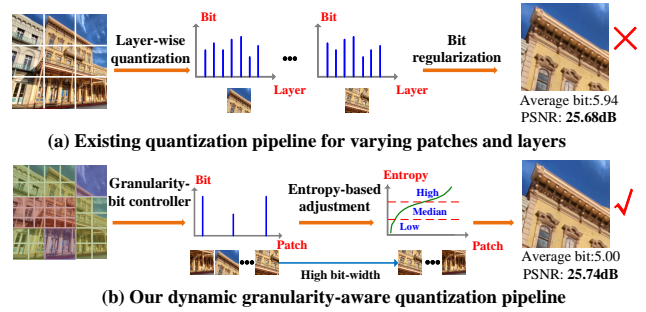 Layer-wise
quantization
Bit
Layer
Bit
Layer
Bit
regularization
Average bit:5.94
PSNR: 25.68dB
(a) Existing quantization pipeline for varying patches and layers
Granularity-
bit controller
Bit
Patch
Entropy-based
adjustment
Entropy
High
Median
Low
Patch
High bit-width
Average bit:5.00
PSNR: 25.74dB
(b) Our dynamic granularity-aware quantization pipeline